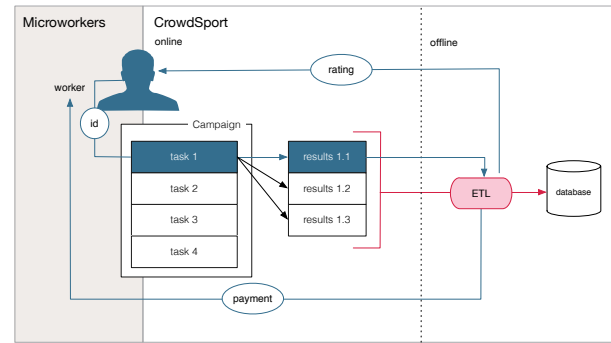 Microworkers
CrowdSport
online
offline
rating
worker
id
Campaign
task 1
results 1.1
task 2
results 1.2
ETL
database
task 3
results 1.3
task 4
payment